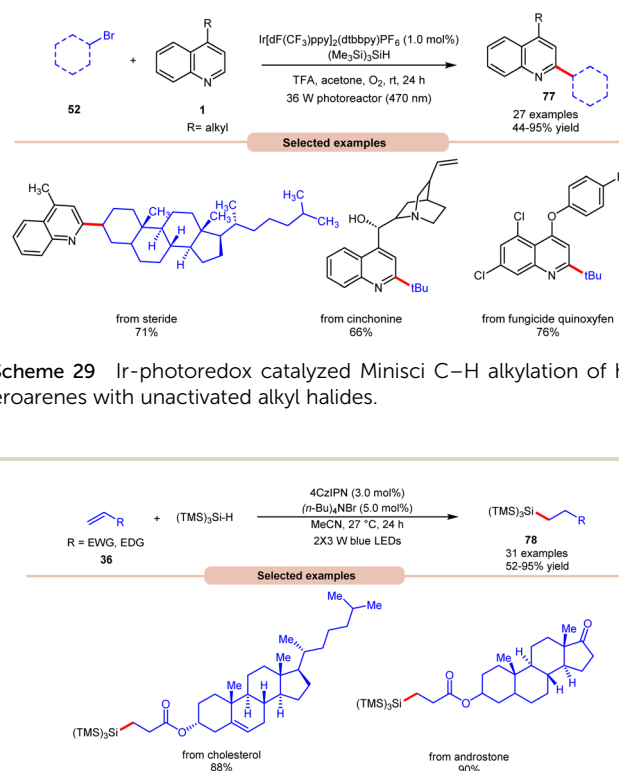 Br
52
+
R
N
1
R= alkyl
Ir[dF(CF3)ppy]2(dtbbpy)PF6 (1.0 mol%)
(Me3Si)3SiH
TFA, acetone, O2, rt, 24 h
36 W photoreactor (470 nm)
R
N
77
27 examples
44-95% yield
Selected examples
H3C
N
CH3
H
H
H
H3C
CH3
H3C
CH3
from steride
71%
HO
H
N
N
tBu
from cinchonine
66%
Cl
Cl
O
N
tBu
from fungicide quinoxyfen
76%
Scheme 29 Ir-photoredox catalyzed Minisci C–H alkylation of
eroarenes with unactivated alkyl halides.
R
R = EWG, EDG
36
+
(TMS)3Si-H
4CzIPN (3.0 mol%)
(n-Bu)4NBr (5.0 mol%)
MeCN, 27 °C, 24 h
2X3 W blue LEDs
(TMS)3Si
R
78
31 examples
52-95% yield
Selected examples
(TMS)3Si
O
O
Me
H
H
H
Me
Me
Me
Me
from cholesterol
88%
(TMS)3Si
O
O
Me
H
H
H
Me
O
from androstone
90%